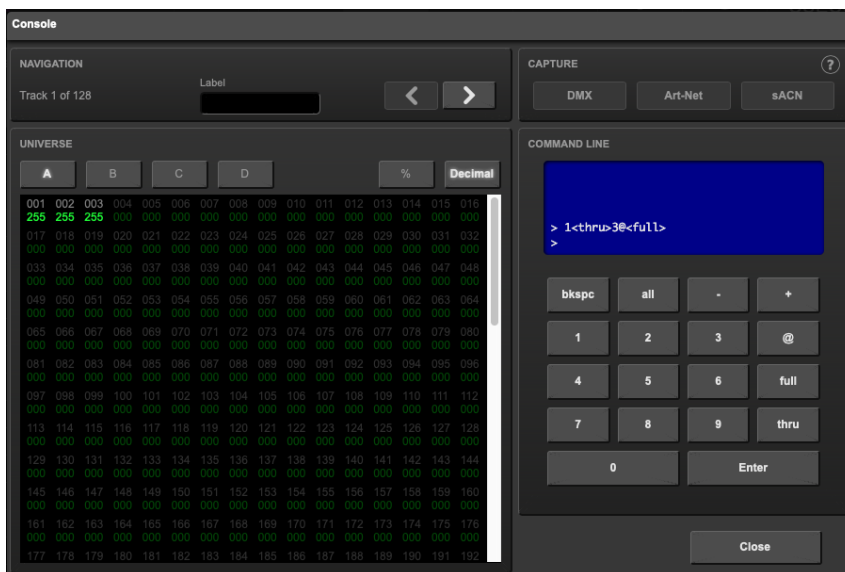 Console
NAVIGATION
Track 1 of 128
Label
CAPTURE
?
DMX Art-Net sACN
UNIVERSE
A B C D % Decimal
001 002 003 004 005 006 007 008 009 010 011 012 013 014 015 016
255 255 255 000 000 000 000 000 000 000 000 000 000 000 000 000
017 018 019 020 021 022 023 024 025 026 027 028 029 030 031 032
000 000 000 000 000 000 000 000 000 000 000 000 000 000 000 000
033 034 035 036 037 038 039 040 041 042 043 044 045 046 047 048
000 000 000 000 000 000 000 000 000 000 000 000 000 000 000 000
049 050 051 052 053 054 055 056 057 058 059 060 061 062 063 064
000 000 000 000 000 000 000 000 000 000 000 000 000 000 000 000
065 066 067 068 069 070 071 072 073 074 075 076 077 078 079 080
000 000 000 000 000 000 000 000 000 000 000 000 000 000 000 000
081 082 083 084 085 086 087 088 089 090 091 092 093 094 095 096
000 000 000 000 000 000 000 000 000 000 000 000 000 000 000 000
097 098 099 100 101 102 103 104 105 106 107 108 109 110 111 112
000 000 000 000 000 000 000 000 000 000 000 000 000 000 000 000
113 114 115 116 117 118 119 120 121 122 123 124 125 126 127 128
000 000 000 000 000 000 000 000 000 000 000 000 000 000 000 000
129 130 131 132 133 134 135 136 137 138 139 140 141 142 143 144
000 000 000 000 000 000 000 000 000 000 000 000 000 000 000 000
145 146 147 148 149 150 151 152 153 154 155 156 157 158 159 160
000 000 000 000 000 000 000 000 000 000 000 000 000 000 000 000
161 162 163 164 165 166 167 168 169 170 171 172 173 174 175 176
000 000 000 000 000 000 000 000 000 000 000 000 000 000 000 000
177 178 179 180 181 182 183 184 185 186 187 188 189 190 191 192
COMMAND LINE
> 1<thru>3@<full>
>
bkspc all - +
1 2 3 @
4 5 6 full
7 8 9 thru
0 Enter
Close